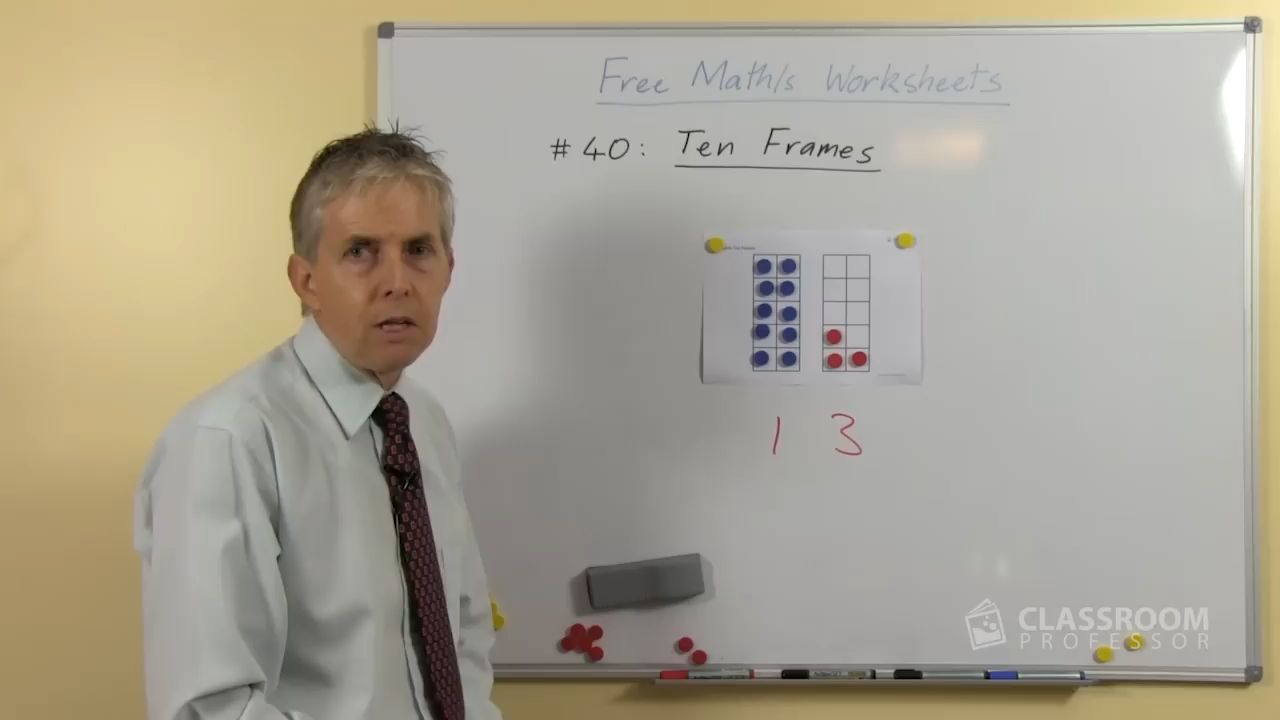 Free Math/s Worksheets
#40: Ten Frames
1 3
CLASSROOM
PROFESSOR